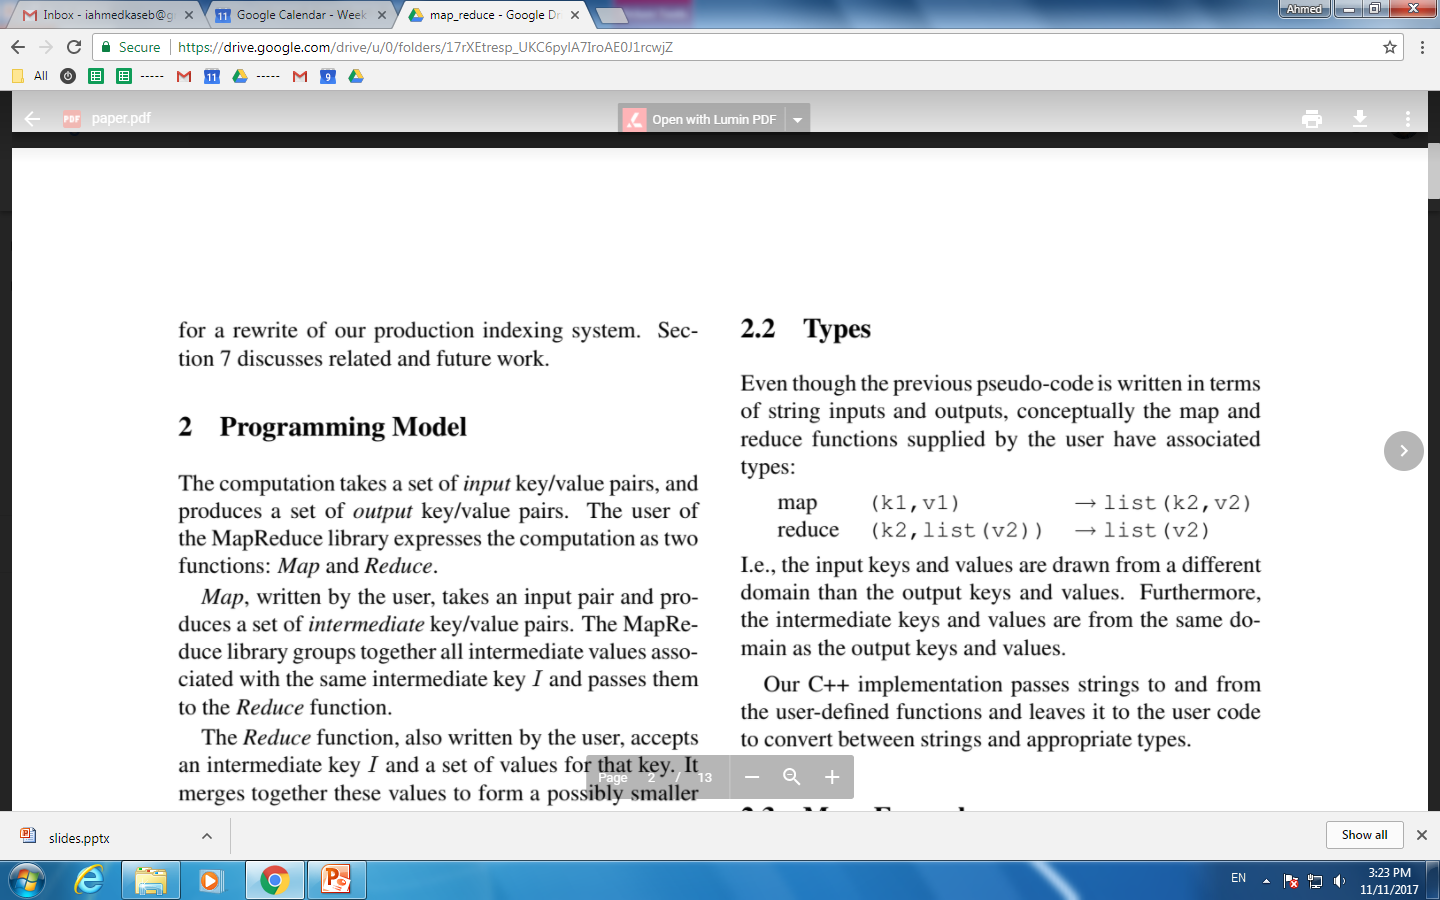 Inbox - iahmedkaseb@g
Google Calendar - Week
map_reduce - Google Dr
Ahmed
Secure
https://drive.google.com/drive/u/0/folders/17rXEtresp_UKC6pylA7IroAE0J1rcwjZ
All
-----
11
-----
9
PDF paper.pdf
Open with Lumin PDF
for a rewrite of our production indexing system. Sec-
tion 7 discusses related and future work.
2 Programming Model
The computation takes a set of input key/value pairs, and
produces a set of output key/value pairs. The user of
the MapReduce library expresses the computation as two
functions: Map and Reduce.
Map, written by the user, takes an input pair and pro-
duces a set of intermediate key/value pairs. The MapRe-
duce library groups together all intermediate values asso-
ciated with the same intermediate key I and passes them
to the Reduce function.
The Reduce function, also written by the user, accepts
an intermediate key I and a set of values for that key. It
merges together these values to form a possibly smaller
2.2 Types
Even though the previous pseudo-code is written in terms
of string inputs and outputs, conceptually the map and
reduce functions supplied by the user have associated
types:
map (k1,v1) → list(k2,v2)
reduce (k2,list(v2)) → list(v2)
I.e., the input keys and values are drawn from a different
domain than the output keys and values. Furthermore,
the intermediate keys and values are from the same do-
main as the output keys and values.
Our C++ implementation passes strings to and from
the user-defined functions and leaves it to the user code
to convert between strings and appropriate types.
Page 2 / 13
slides.pptx
Show all
EN
3:23 PM
11/11/2017